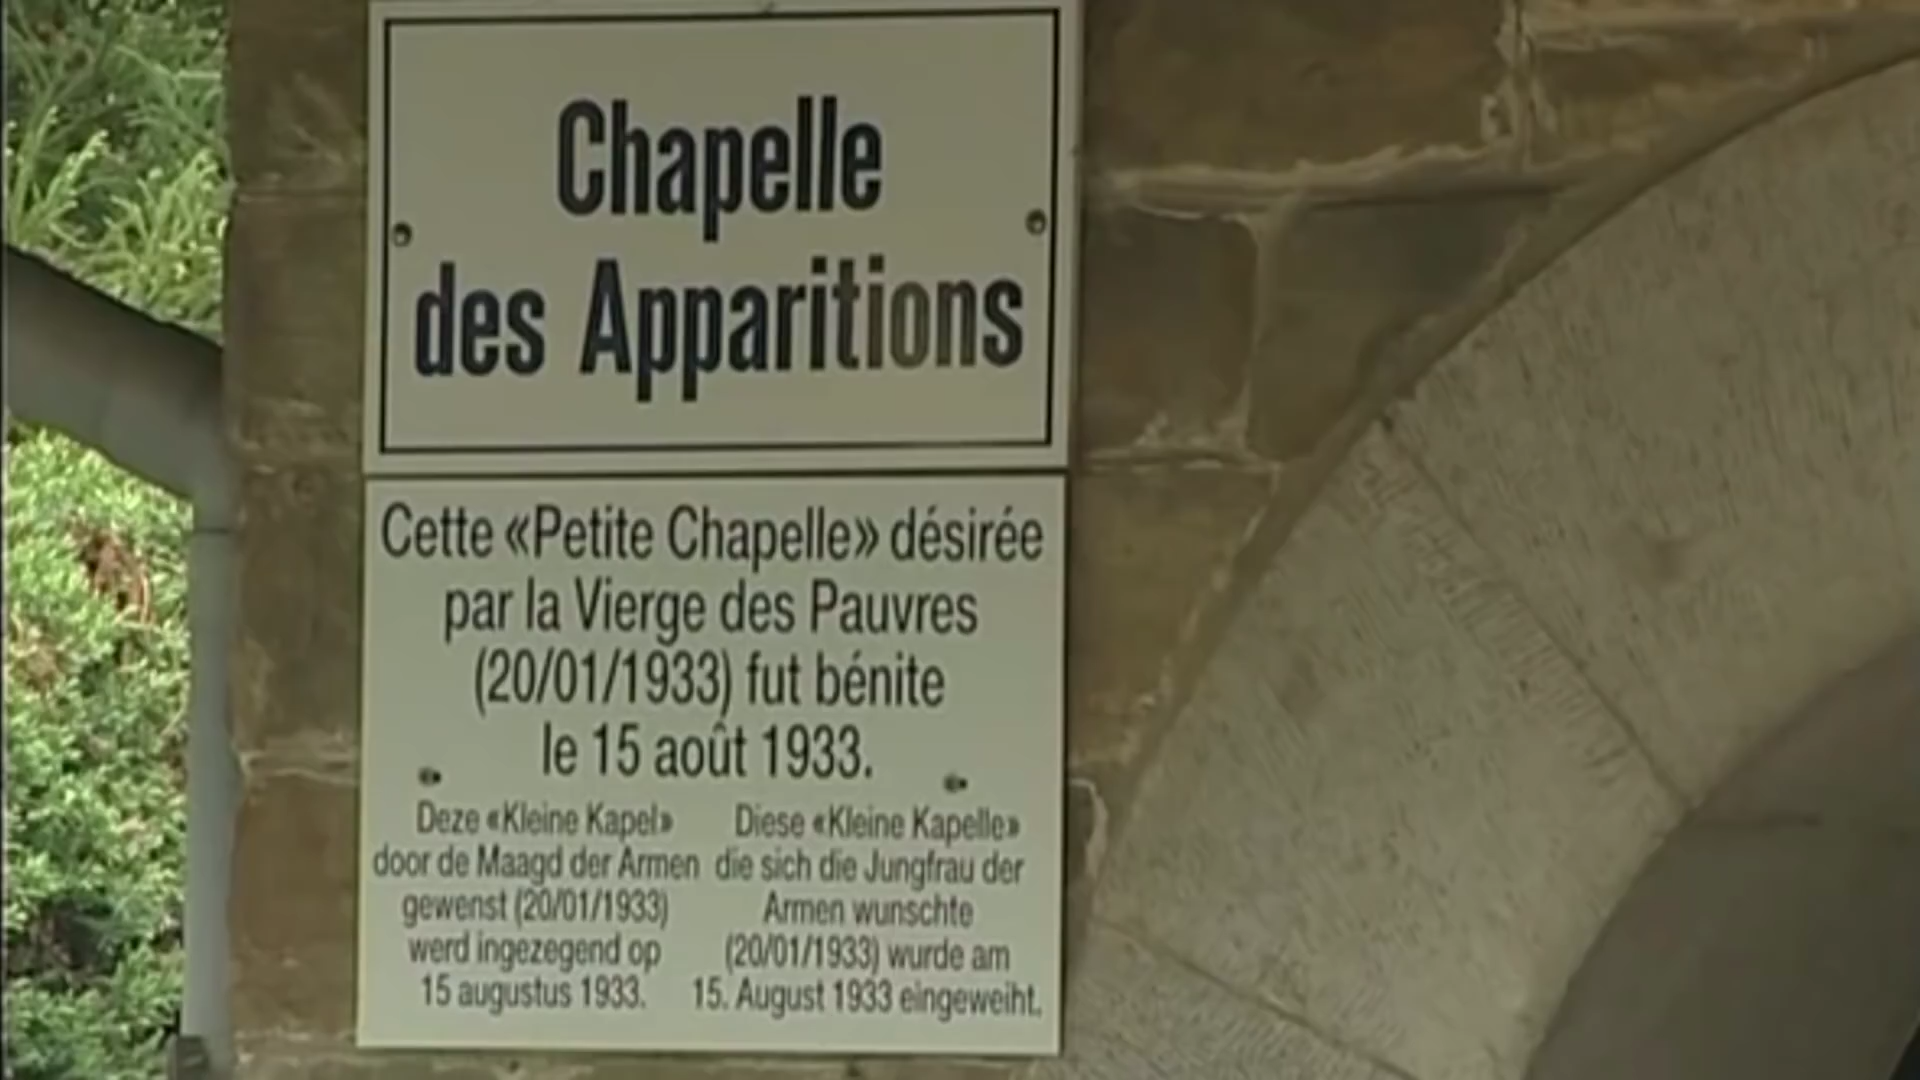 Chapelle
des Apparitions
Cette «Petite Chapelle» désirée
par la Vierge des Pauvres
(20/01/1933) fut bénite
le 15 août 1933.
Deze «Kleine Kapel»
door de Maagd der Armen
gewenst (20/01/1933)
werd ingezegend op
15 augustus 1933.
Diese «Kleine Kapelle»
die sich die Jungfrau der
Armen wunschte
(20/01/1933) wurde am
15. August 1933 eingeweiht.